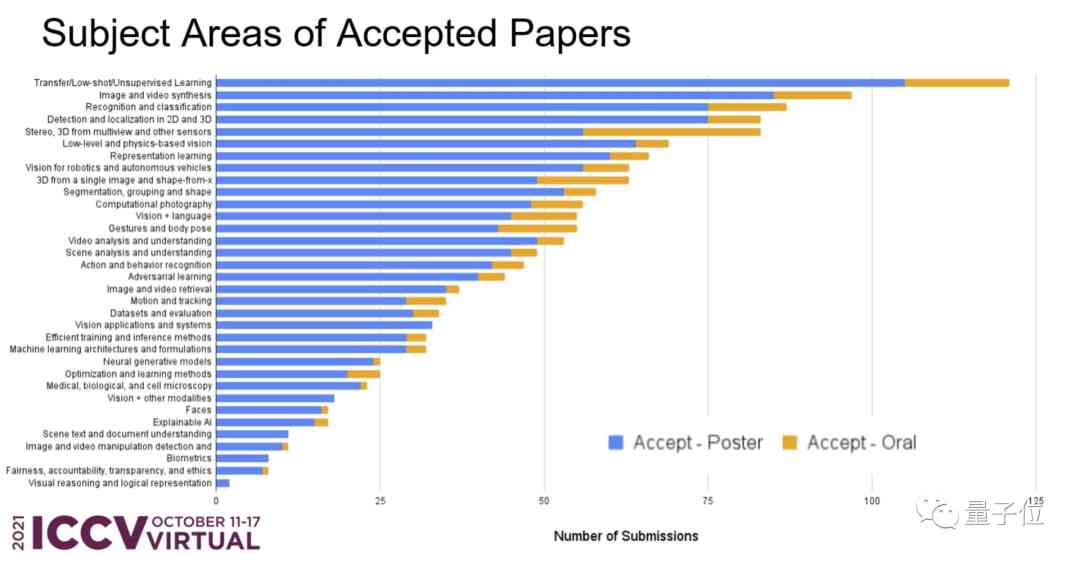 Subject Areas of Accepted Papers
Transfer/Low-shot/Unsupervised Learning
Image and video synthesis
Recognition and classification
Detection and localization in 2D and 3D
Stereo, 3D from multiview and other sensors
Low-level and physics-based vision
Representation learning
Vision for robotics and autonomous vehicles
3D from a single image and shape-from-x
Segmentation, grouping and shape
Computational photography
Vision + language
Gestures and body pose
Video analysis and understanding
Scene analysis and understanding
Action and behavior recognition
Adversarial learning
Image and video retrieval
Motion and tracking
Datasets and evaluation
Vision applications and systems
Efficient training and inference methods
Machine learning architectures and formulations
Neural generative models
Optimization and learning methods
Medical, biological, and cell microscopy
Vision + other modalities
Faces
Explainable AI
Scene text and document understanding
Image and video manipulation detection and
Biometrics
Fairness, accountability, transparency, and ethics
Visual reasoning and logical representation
Accept - Poster Accept - Oral
0 25 50 75 100 125
Number of Submissions
2021 ICCV OCTOBER 11-17
VIRTUAL
量子位